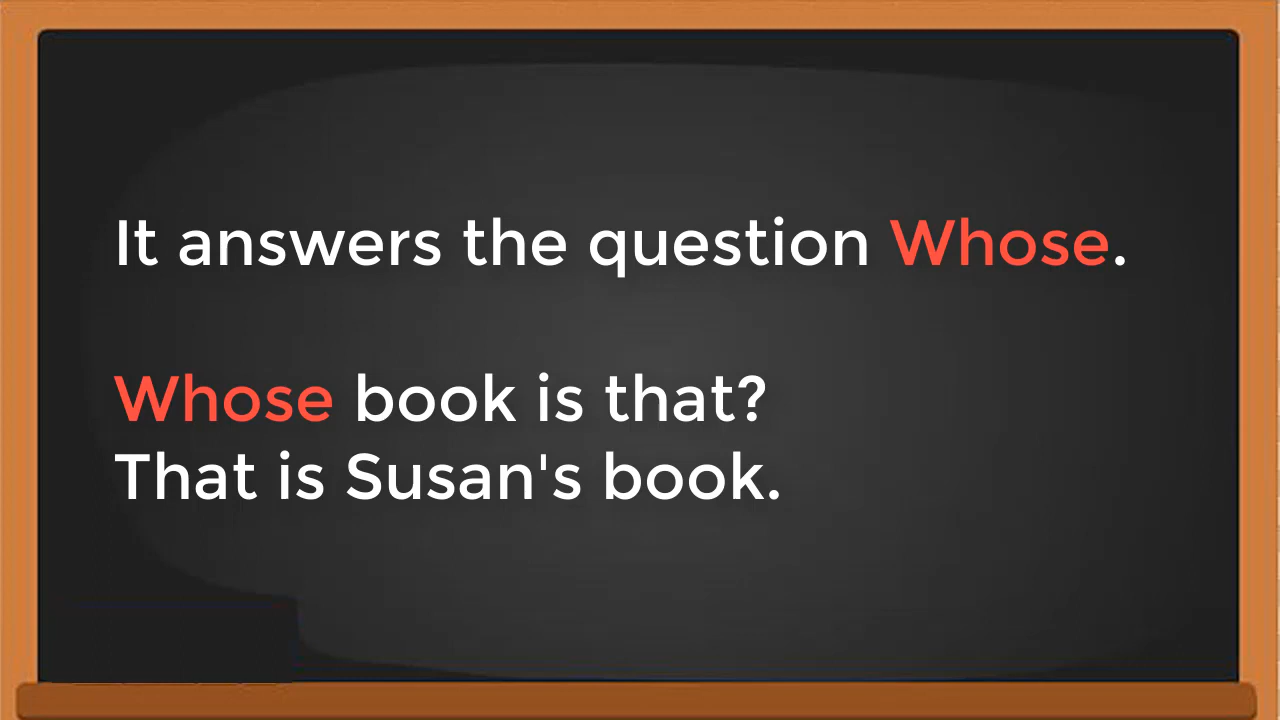 It answers the question Whose.
Whose book is that?
That is Susan's book.